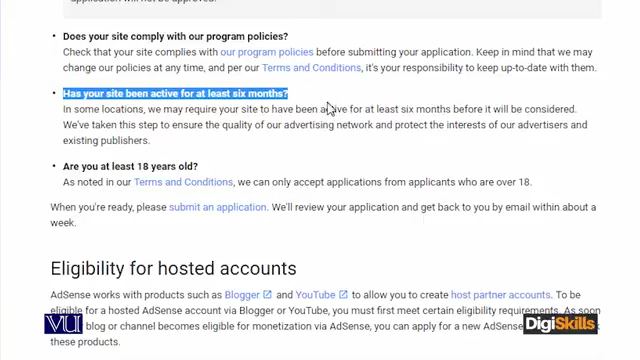 Does your site comply with our program policies?
Check that your site complies with our program policies before submitting your application. Keep in mind that we may
change our policies at any time, and per our Terms and Conditions, it's your responsibility to keep up-to-date with them.
Has your site been active for at least six months?
In some locations, we may require your site to have been active for at least six months before it will be considered.
We've taken this step to ensure the quality of our advertising network and protect the interests of our advertisers and
existing publishers.
Are you at least 18 years old?
As noted in our Terms and Conditions, we can only accept applications from applicants who are over 18.
When you're ready, please submit an application. We'll review your application and get back to you by email within about a
week.
Eligibility for hosted accounts
AdSense works with products such as Blogger and YouTube to allow you to create host partner accounts. To be
eligible for a hosted AdSense account via Blogger or YouTube, you must first meet certain eligibility requirements. As soon
blog or channel becomes eligible for monetization via AdSense, you can apply for a new AdSense
these products.
VU
DigiSkills